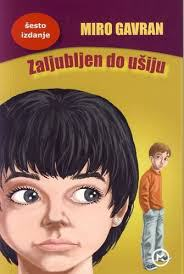 šesto
izdanje
MIRO GAVRAN
Zaljubljen do ušiju